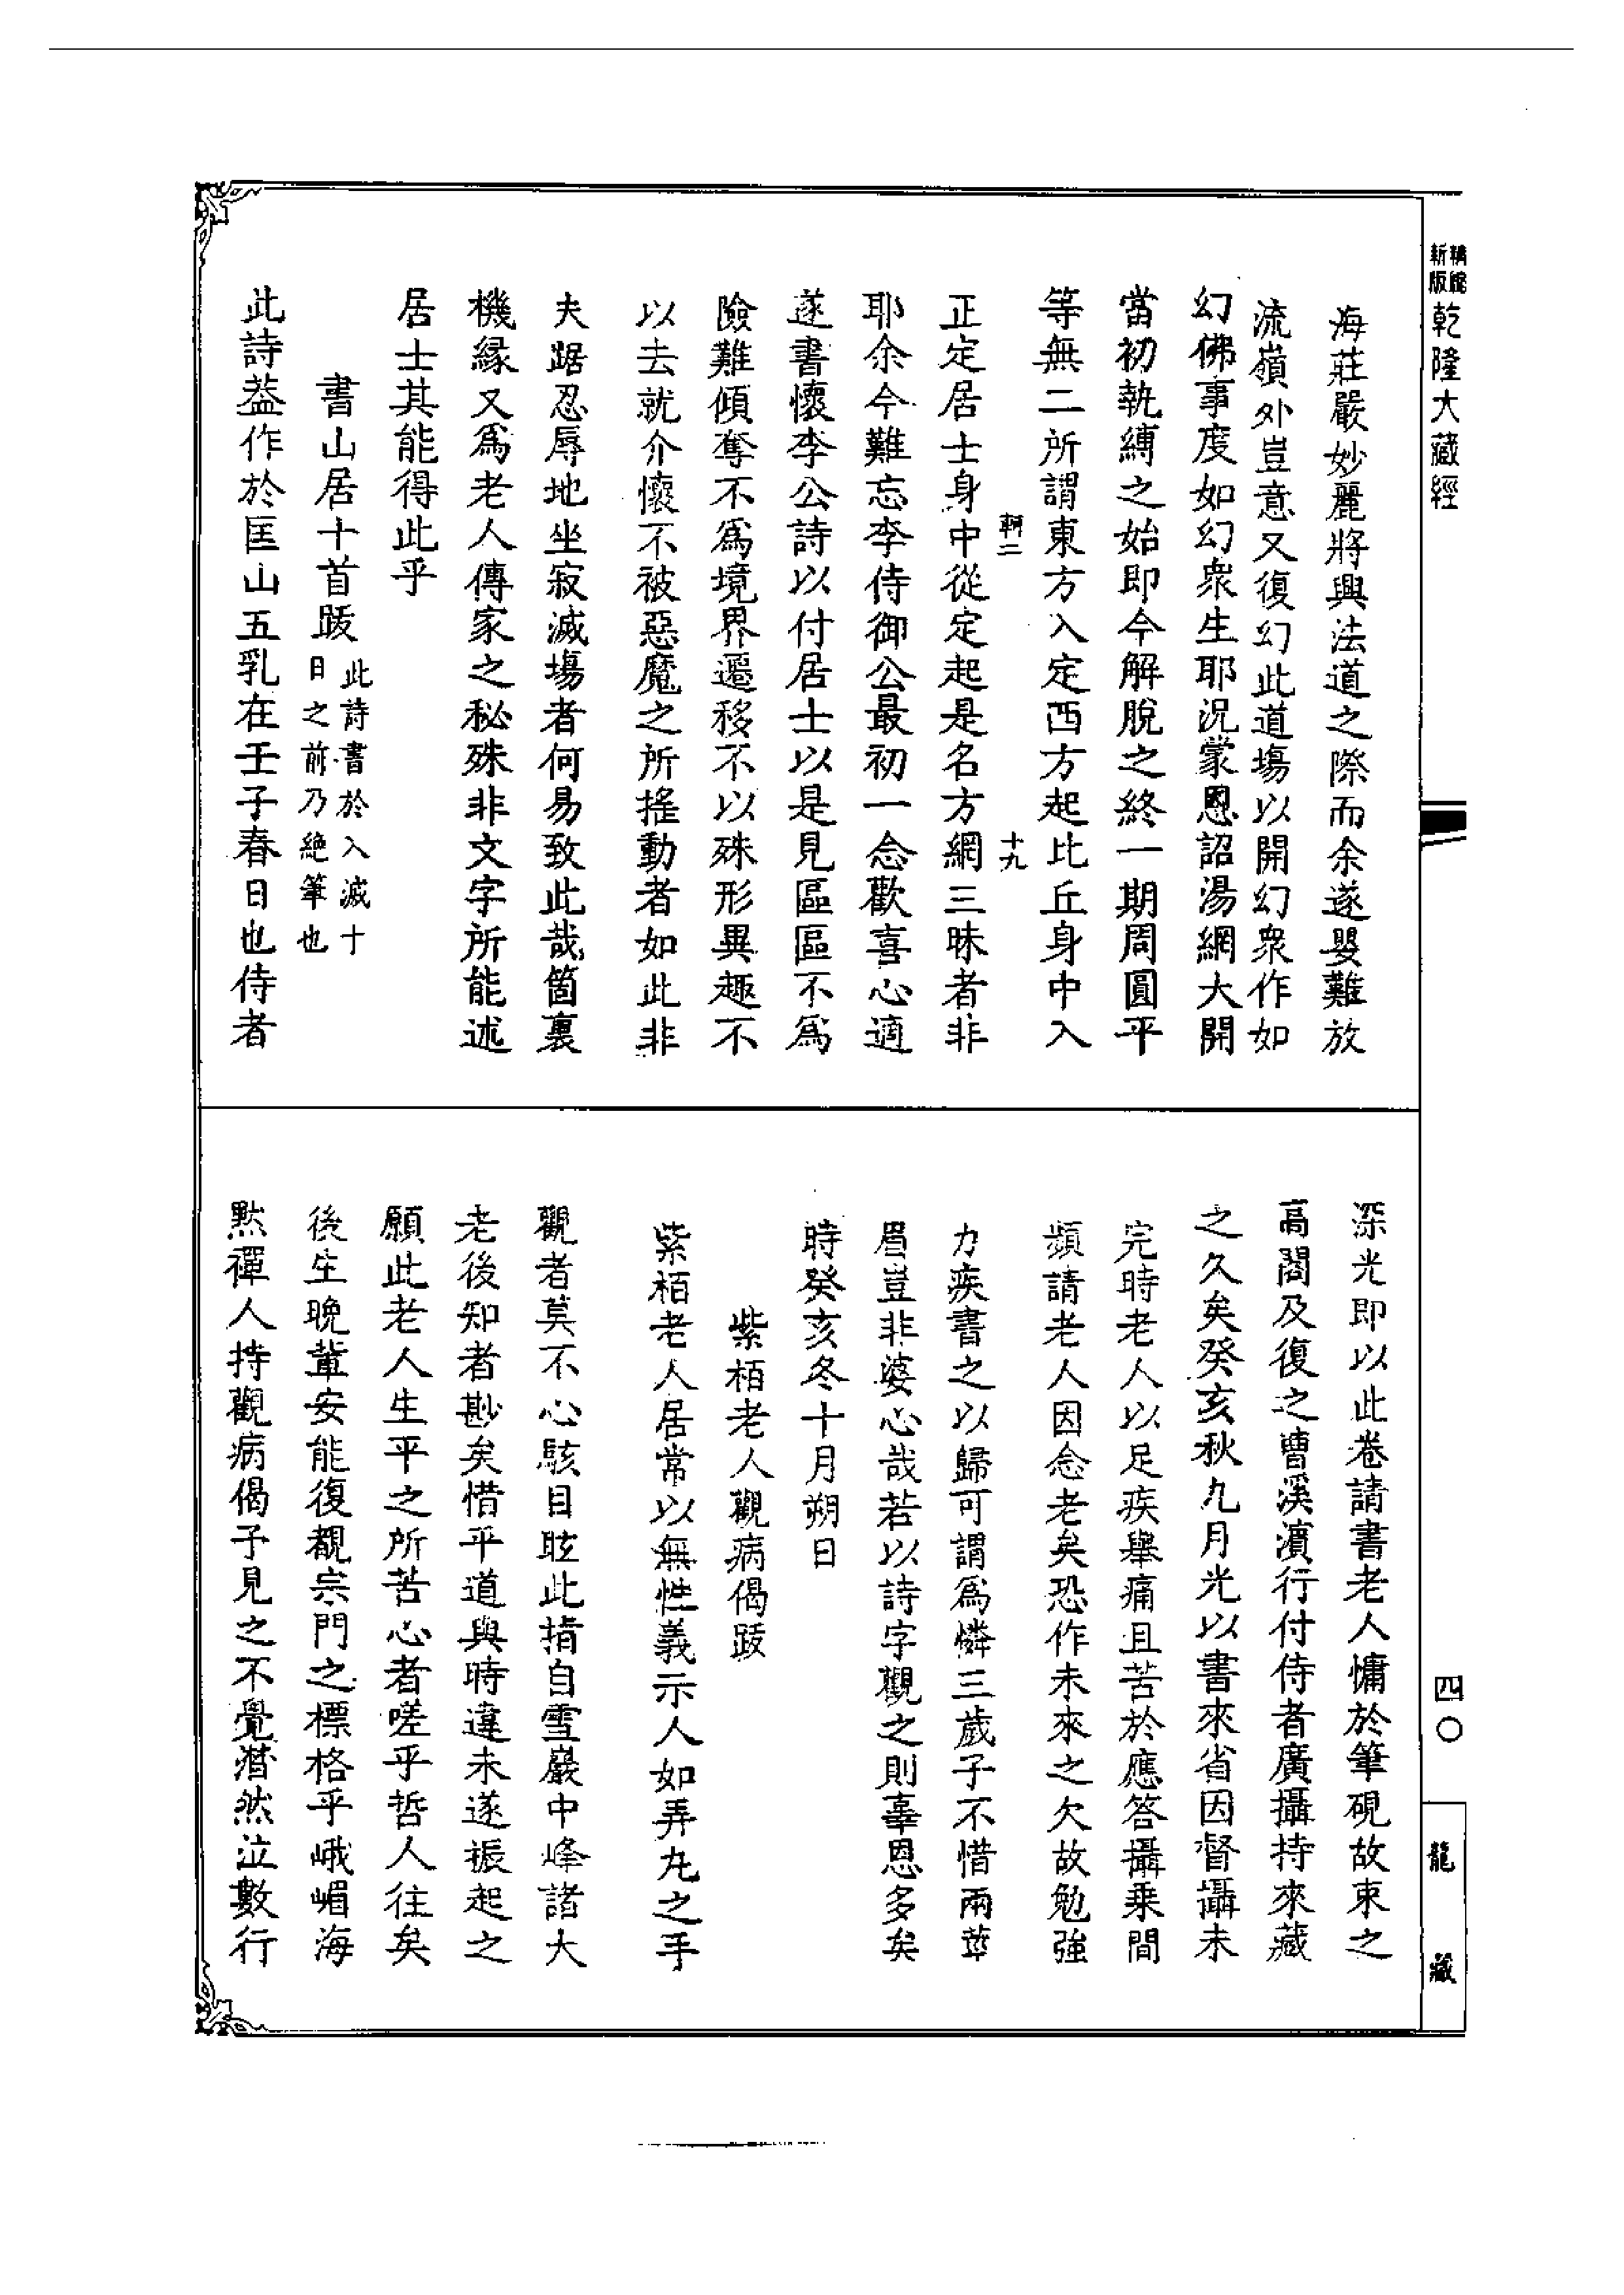 精縮
新版
乾隆大藏經
海莊嚴妙麗將興法道之際而余遂嬰難放
流嶺外豈意又復幻此道場以開幻衆作如
幻佛事度如幻衆生耶況蒙恩詔湯網大開
當初執縛之始即今解脫之終一期周圓平
等無二所謂東方入定西方起比丘身中入
輞二
十九
正定居士身中從定起是名方網三昧者非
耶余今難忘李侍御公最初一念歡喜心適
遂書懷李公詩以付居士以是見區區不爲
險難傾奪不爲境界遷移不以殊形異趣不
以去就介懷不被惡魔之所搖動者如此非
夫踞忍辱地坐寂滅場者何易致此哉箇裏
機緣又爲老人傳家之秘殊非文字所能述
居士其能得此乎
書山居十首跋
此詩書於入滅十
日之前乃絶筆也
此詩葢作於匡山五乳在壬子春日也侍者
深光即以此卷請書老人慵於筆硯故束之
高閣及復之曹溪濵行付侍者廣攝持來藏
之久矣癸亥秋九月光以書來省因督攝未
完時老人以足疾舉痛且苦於應答攝乘間
頻請老人因念老矣恐作未來之欠故勉強
力疾書之以歸可謂爲憐三歲子不惜兩莖
眉豈非婆心哉若以詩字觀之則辜恩多矣
時癸亥冬十月朔日
紫栢老人觀病偈跋
紫栢老人居常以無性義示人如弄丸之手
觀者莫不心駭目眩此指自雪巖中峰諸大
老後知者尠矣惜乎道與時違未遂振起之
願此老人生平之所苦心者嗟乎哲人往矣
後生晩輩安能復覩宗門之標格乎峨嵋海
黙禪人持觀病偈子見之不覺潸然泣數行
四〇
龍藏